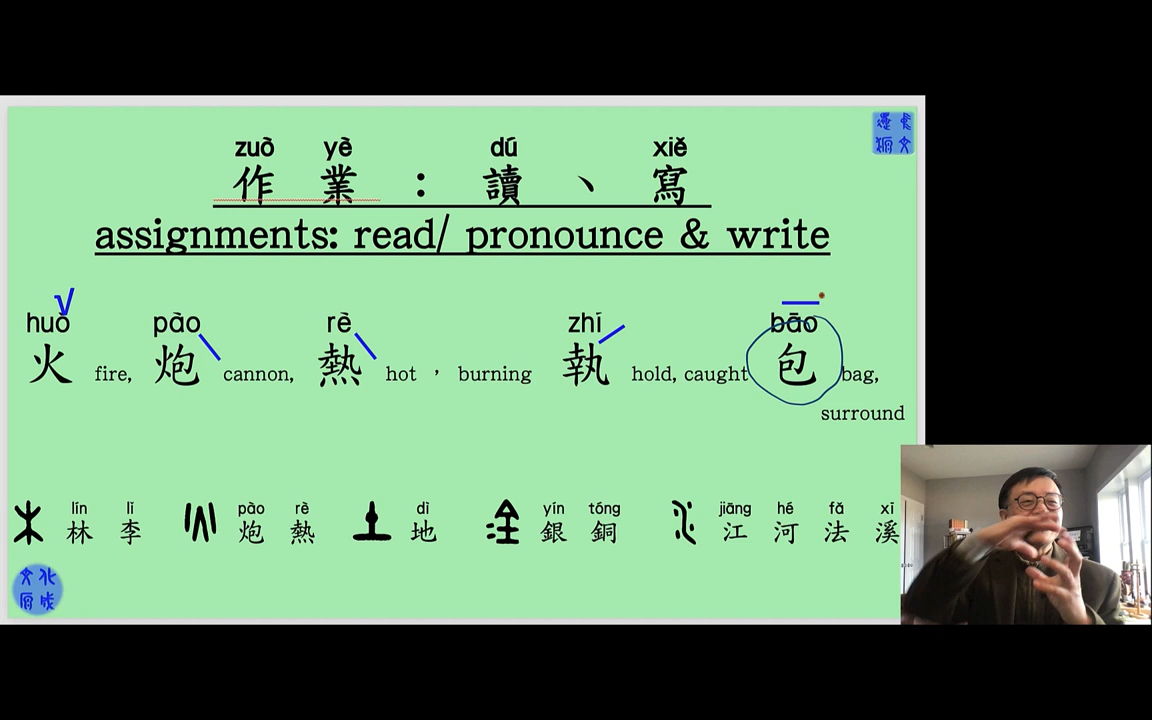 zuò yè dú xiě
作 業 : 讀 、 寫
assignments: read/ pronounce & write
huǒ pào rè zhí bāo
火 fire, 炮 cannon, 熱 hot , burning 執 hold, caught 包 bag,
surround
lín lǐ pào rè dì yín tóng jiāng hé fǎ xī
林 李 炮 熱 地 銀 銅 江 河 法 溪